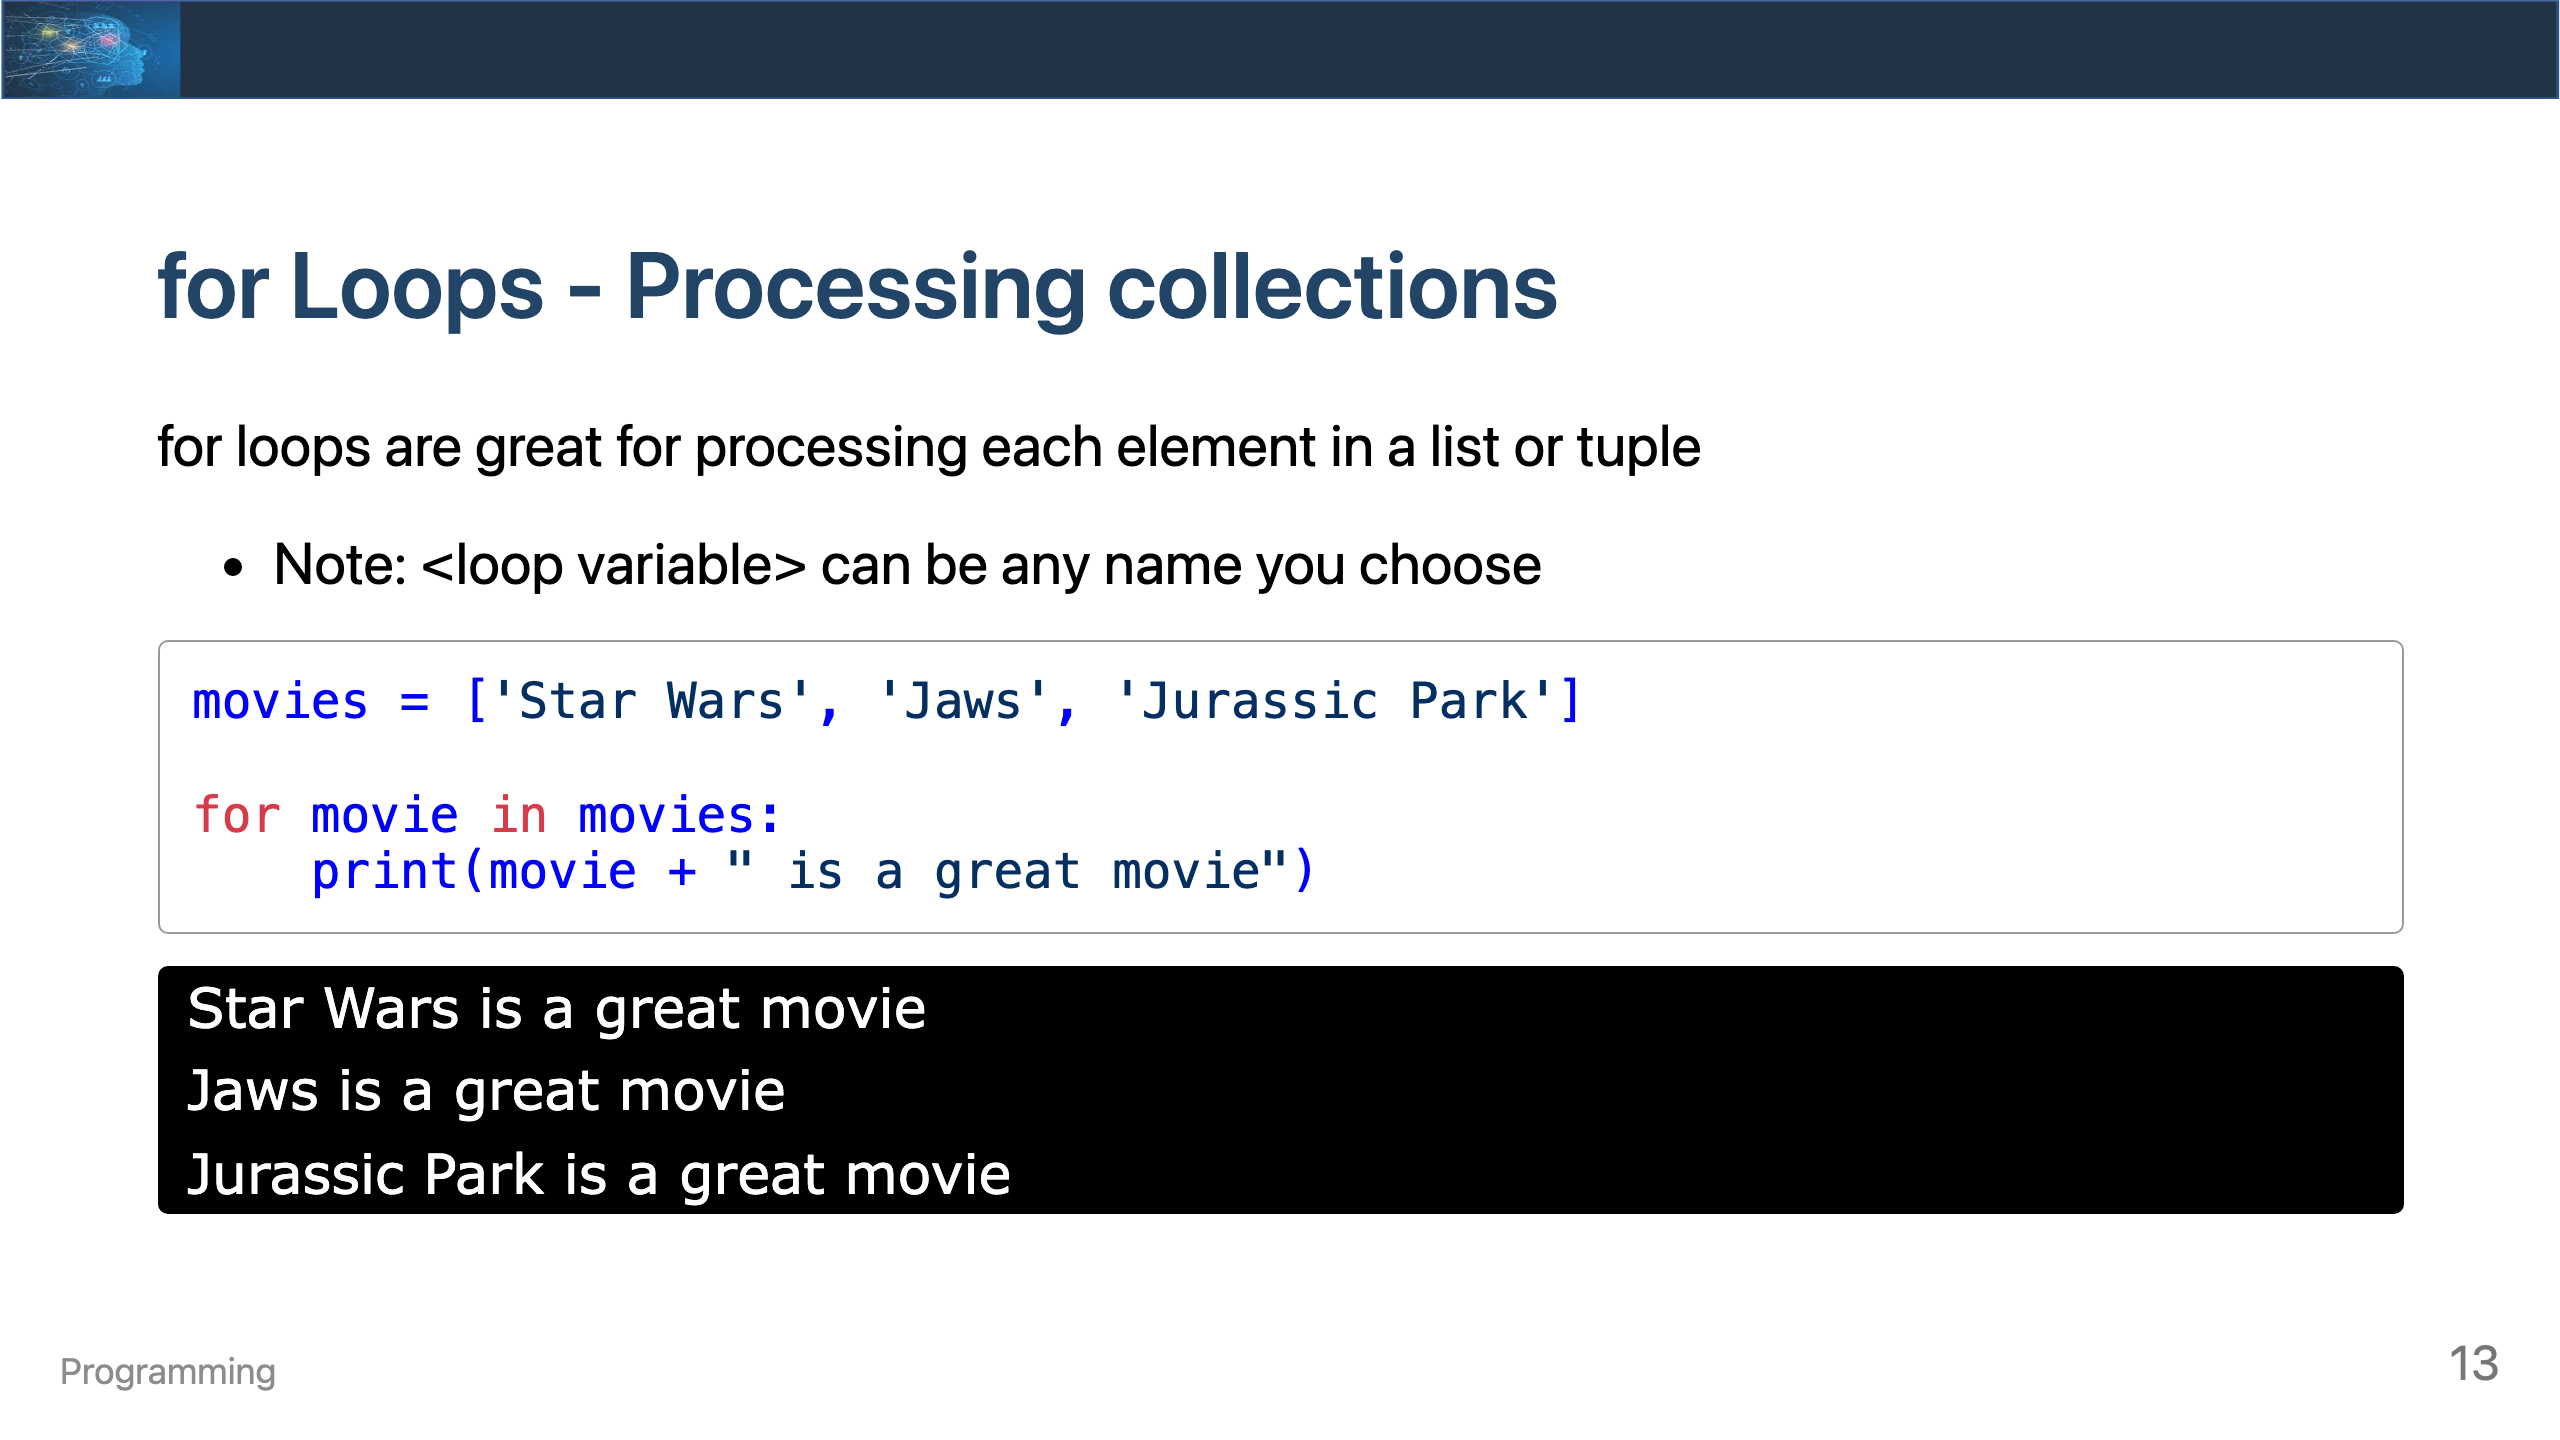 for Loops - Processing collections
for loops are great for processing each element in a list or tuple
• Note: <loop variable> can be any name you choose
movies = ['Star Wars', 'Jaws', 'Jurassic Park']
for movie in movies:
    print(movie + " is a great movie")
Star Wars is a great movie
Jaws is a great movie
Jurassic Park is a great movie
Programming
13